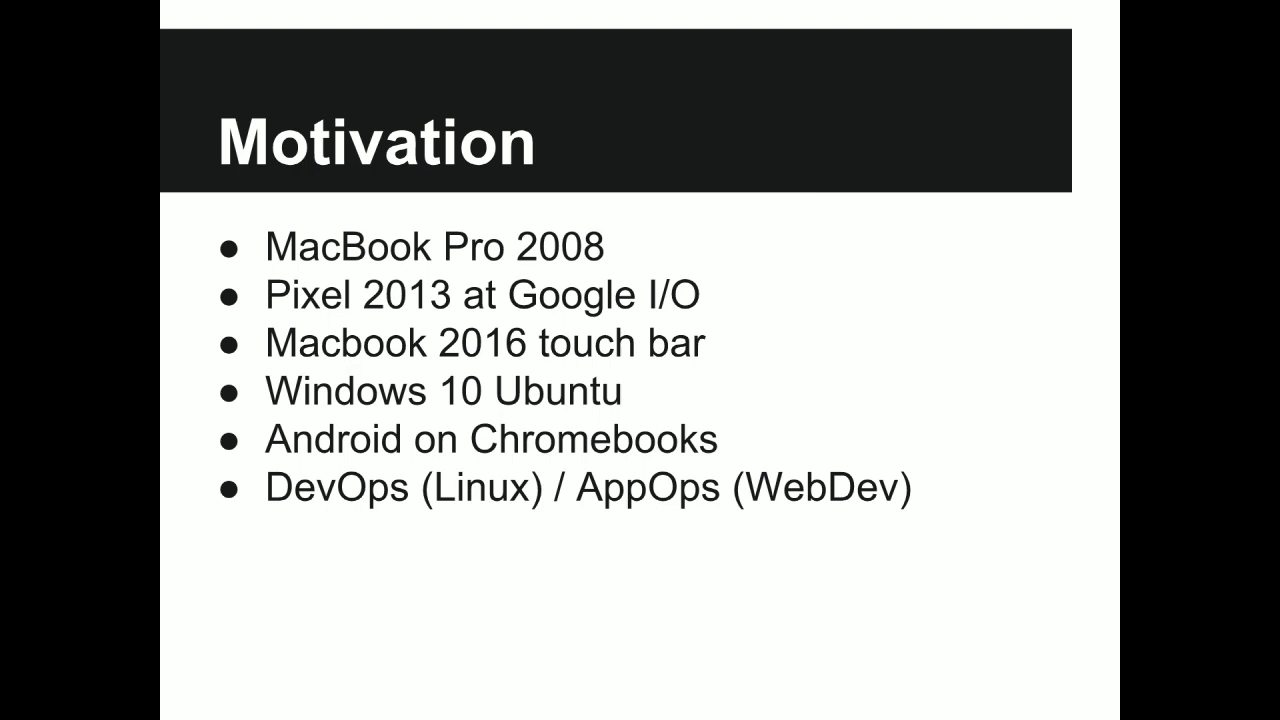 Motivation
● MacBook Pro 2008
● Pixel 2013 at Google I/O
● Macbook 2016 touch bar
● Windows 10 Ubuntu
● Android on Chromebooks
● DevOps (Linux) / AppOps (WebDev)